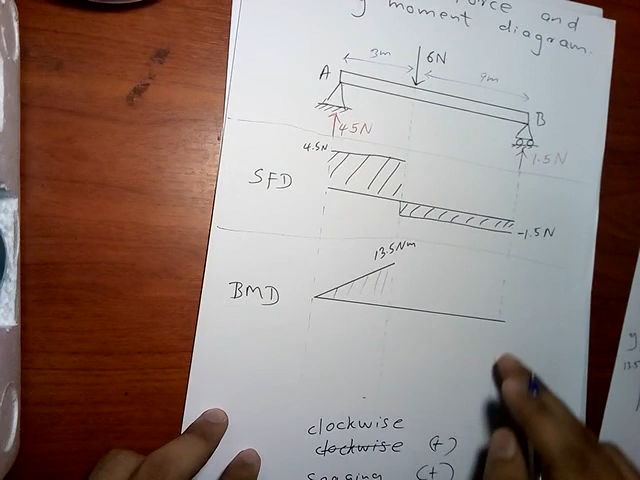 force and
g moment diagram.
3m 6N 9m
A
B
4.5N 1.5N
4.5N
SFD
-1.5N
13.5Nm
BMD
clockwise
clockwise (+)
sagging (+)